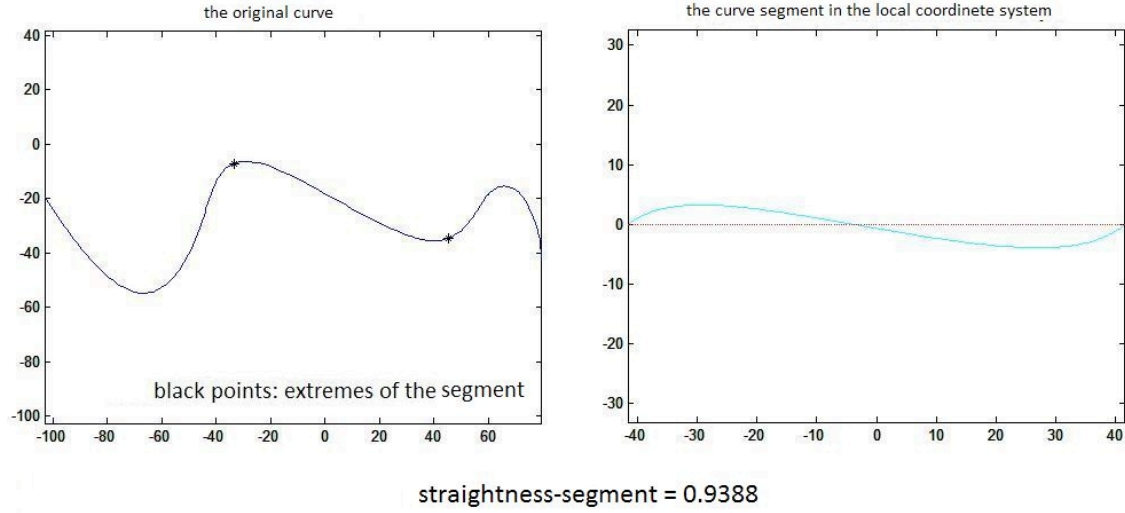 the original curve
40
20
0
-20
-40
-60
-80
-100
black points: extremes of the segment
-100 -80 -60 -40 -20 0 20 40 60
the curve segment in the local coordinete system
30
20
10
0
-10
-20
-30
-40 -30 -20 -10 0 10 20 30 40
straightness-segment = 0.9388